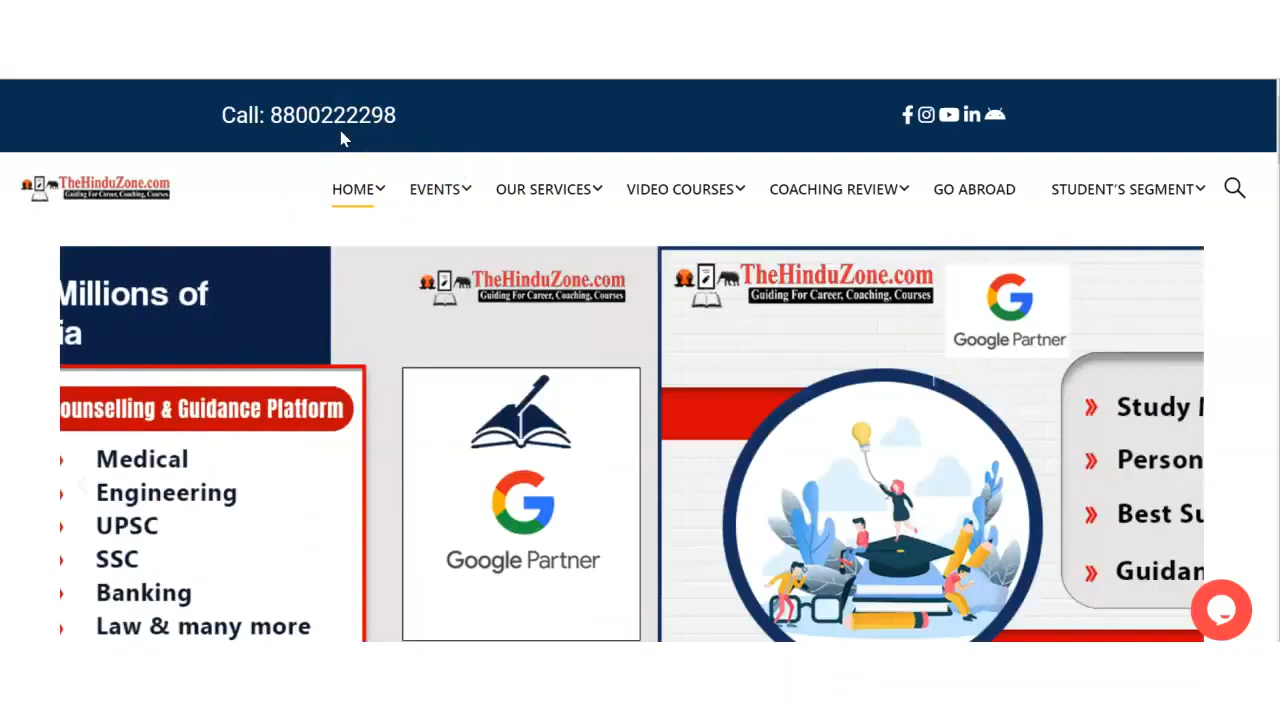 Call: 8800222298
TheHinduZone.com
Guiding For Career, Coaching, Courses
HOME EVENTS OUR SERVICES VIDEO COURSES COACHING REVIEW GO ABROAD STUDENT'S SEGMENT
Millions of
ia
ounselling & Guidance Platform
Medical
Engineering
UPSC
SSC
Banking
Law & many more
TheHinduZone.com
Guiding For Career, Coaching, Courses
Google Partner
TheHinduZone.com
Guiding For Career, Coaching, Courses
Google Partner
Study
Person
Best Su
Guidan